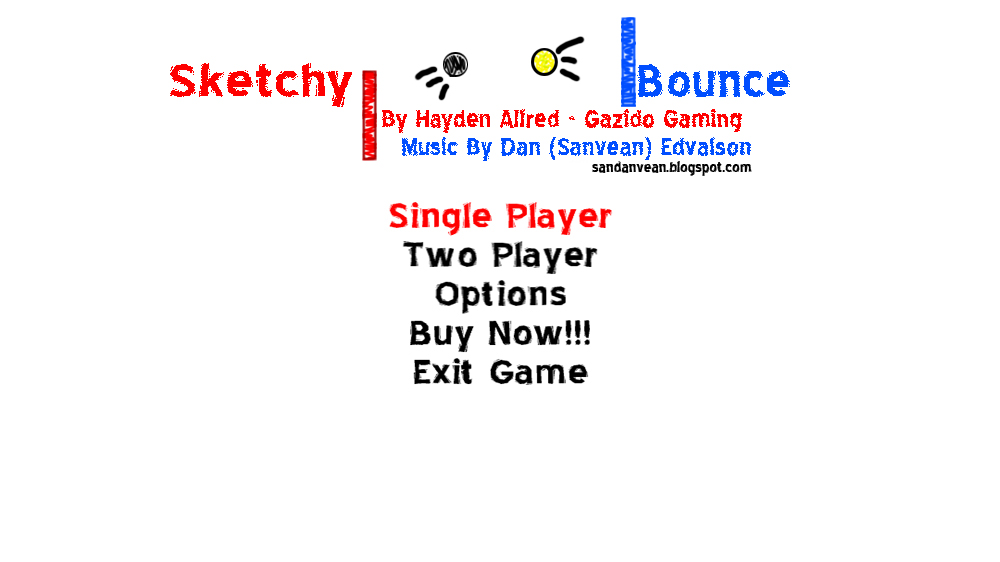 Sketchy Bounce
By Hayden Allred - Gazido Gaming
Music By Dan (Sanvean) Edvalson
sandanvean.blogspot.com
Single Player
Two Player
Options
Buy Now!!!
Exit Game